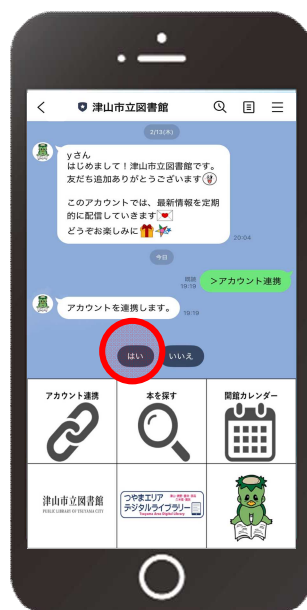 津山市立図書館
2/13(火)
yさん
はじめまして！津山市立図書館です。
友だち追加ありがとうございます
このアカウントでは、最新情報を定期
的に配信していきます
どうぞお楽しみに
20:04
今日
既読
19:19
>アカウント連携
アカウントを連携します。
19:19
はい
いいえ
アカウント連携
本を探す
開館カレンダー
津山市立図書館
PUBLIC LIBRARY OF TSUYAMA CITY
つやまエリア
デジタルライブラリー
Tsuyama Area Digital Library